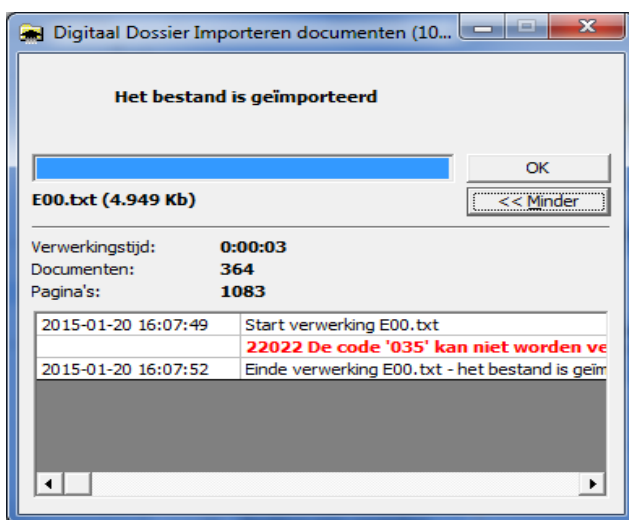 Digitaal Dossier Importeren documenten (10...
Het bestand is geïmporteerd
OK
E00.txt (4.949 Kb)
<< Minder
Verwerkingstijd: 0:00:03
Documenten: 364
Pagina's: 1083
2015-01-20 16:07:49 Start verwerking E00.txt
22022 De code '035' kan niet worden ve
2015-01-20 16:07:52 Einde verwerking E00.txt - het bestand is geïm